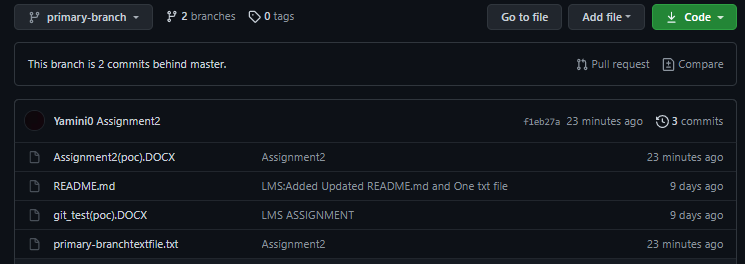 primary-branch 2 branches 0 tags Go to file Add file Code
This branch is 2 commits behind master. Pull request Compare
Yamini0 Assignment2 f1eb27a 23 minutes ago 3 commits
Assignment2(poc).DOCX Assignment2 23 minutes ago
README.md LMS:Added Updated README.md and One txt file 9 days ago
git_test(poc).DOCX LMS ASSIGNMENT 9 days ago
primary-branchtextfile.txt Assignment2 23 minutes ago